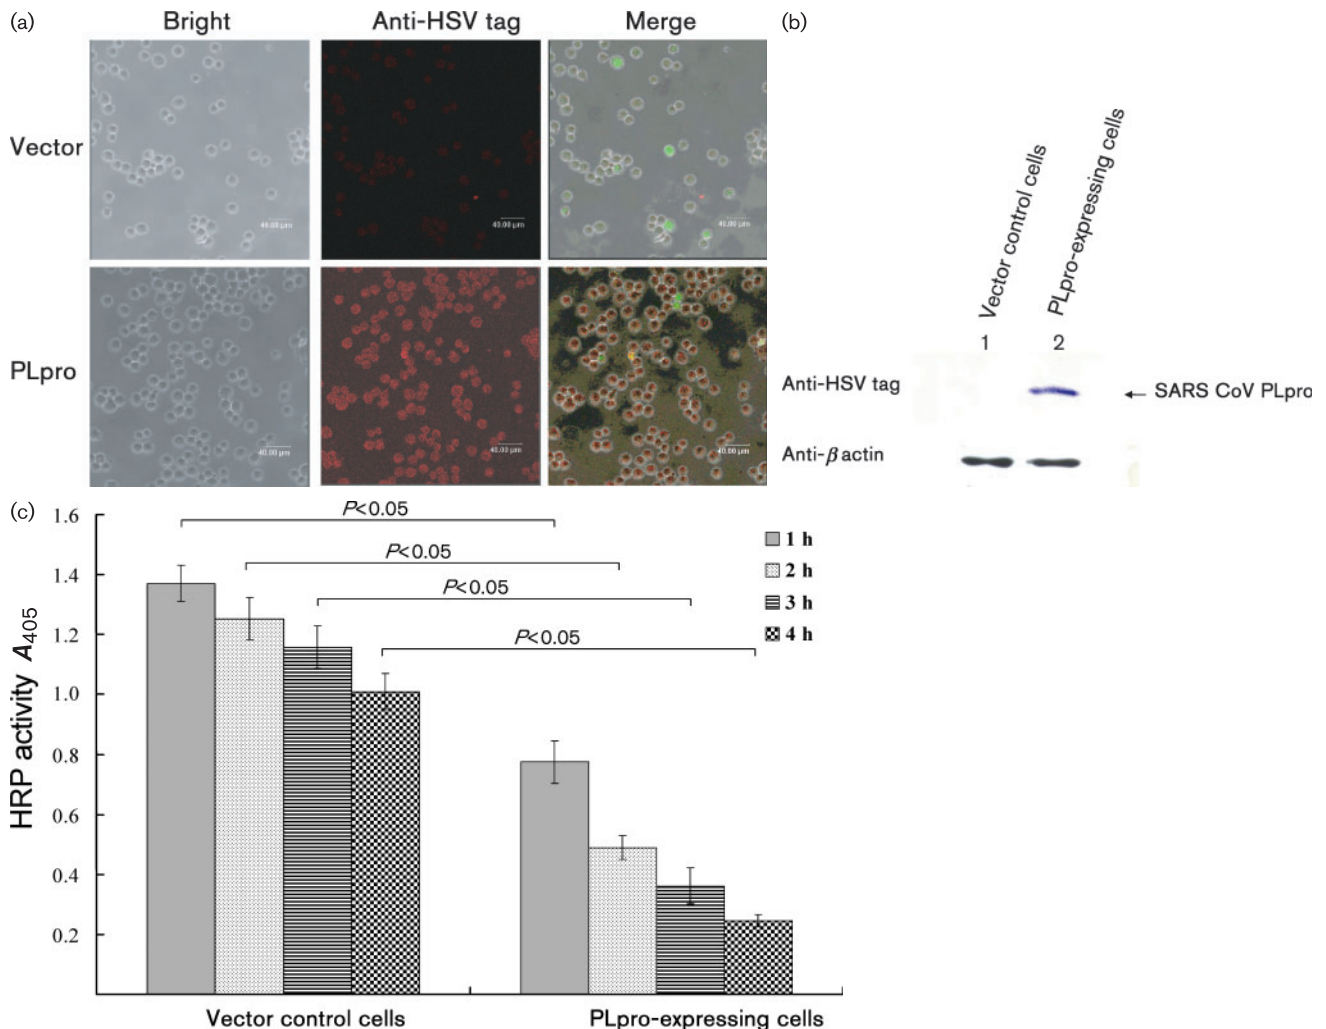 (a)
Bright
Anti-HSV tag
Merge
Vector
40.00 µm
40.00 µm
40.00 µm
PLpro
40.00 µm
40.00 µm
40.00 µm
(b)
Vector control cells
PLpro-expressing cells
1
2
Anti-HSV tag
← SARS CoV PLpro
Anti-β actin
(c)
HRP activity A405
1.6
1.4
1.2
1.0
0.8
0.6
0.4
0.2
P<0.05
P<0.05
P<0.05
P<0.05
1 h
2 h
3 h
4 h
Vector control cells
PLpro-expressing cells